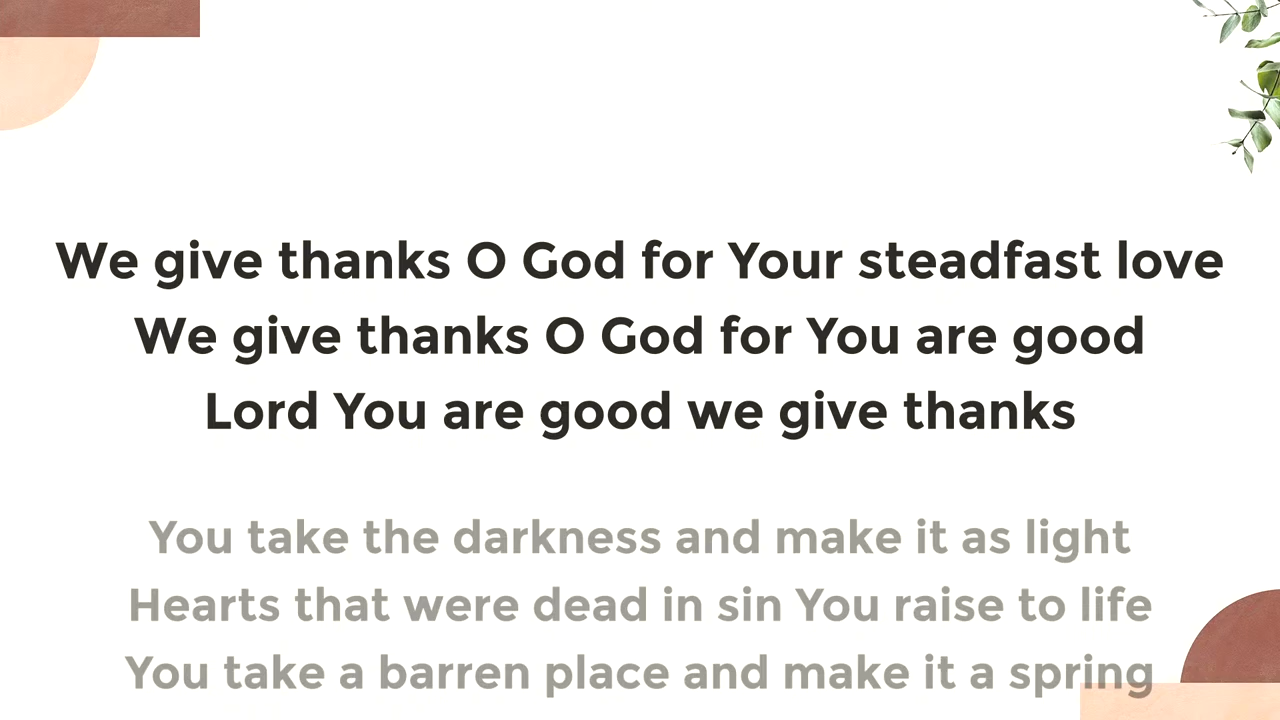 We give thanks O God for Your steadfast love
We give thanks O God for You are good
Lord You are good we give thanks
You take the darkness and make it as light
Hearts that were dead in sin You raise to life
You take a barren place and make it a spring